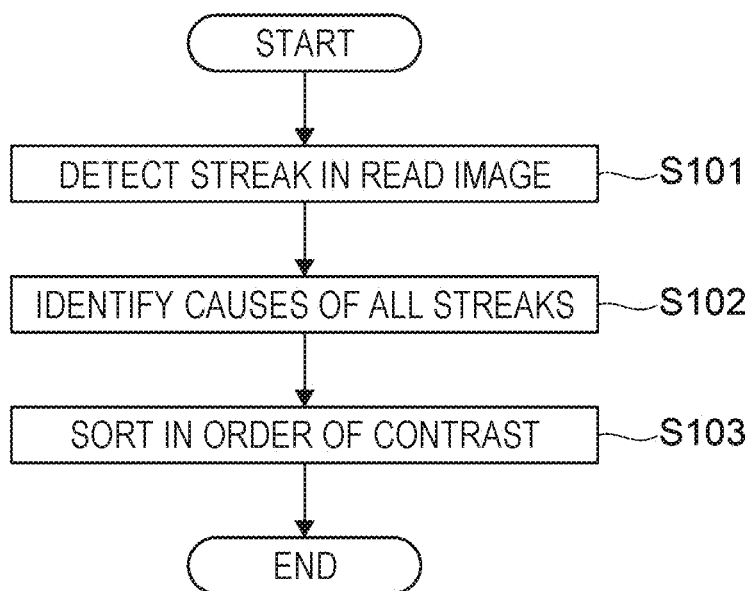 START
DETECT STREAK IN READ IMAGE S101
IDENTIFY CAUSES OF ALL STREAKS S102
SORT IN ORDER OF CONTRAST S103
END